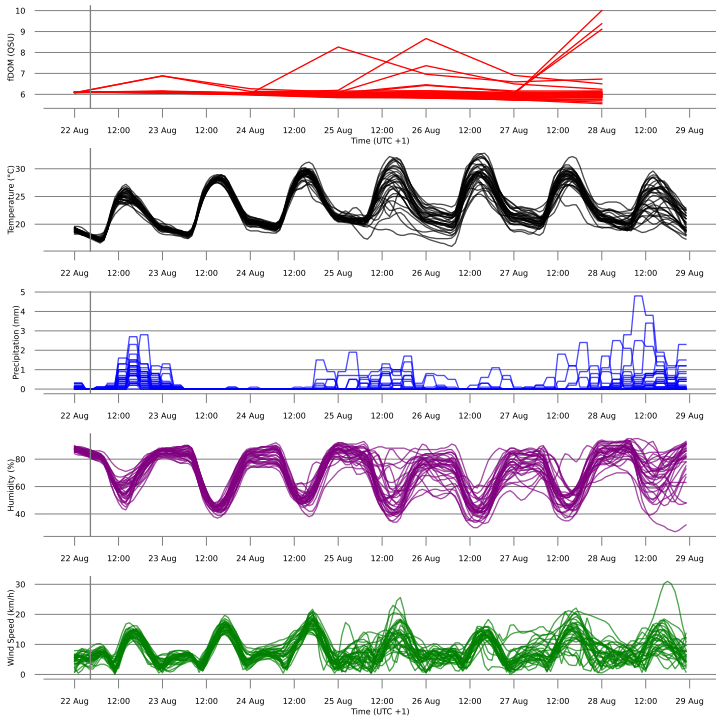 10
9
8
7
6
fDOM (QSU)
22 Aug 12:00 23 Aug 12:00 24 Aug 12:00 25 Aug 12:00 26 Aug 12:00 27 Aug 12:00 28 Aug 12:00 29 Aug
Time (UTC +1)
30
25
20
Temperature (°C)
22 Aug 12:00 23 Aug 12:00 24 Aug 12:00 25 Aug 12:00 26 Aug 12:00 27 Aug 12:00 28 Aug 12:00 29 Aug
5
4
3
2
1
0
Precipitation (mm)
22 Aug 12:00 23 Aug 12:00 24 Aug 12:00 25 Aug 12:00 26 Aug 12:00 27 Aug 12:00 28 Aug 12:00 29 Aug
80
60
40
Humidity (%)
22 Aug 12:00 23 Aug 12:00 24 Aug 12:00 25 Aug 12:00 26 Aug 12:00 27 Aug 12:00 28 Aug 12:00 29 Aug
30
20
10
0
Wind Speed (km/h)
22 Aug 12:00 23 Aug 12:00 24 Aug 12:00 25 Aug 12:00 26 Aug 12:00 27 Aug 12:00 28 Aug 12:00 29 Aug
Time (UTC +1)